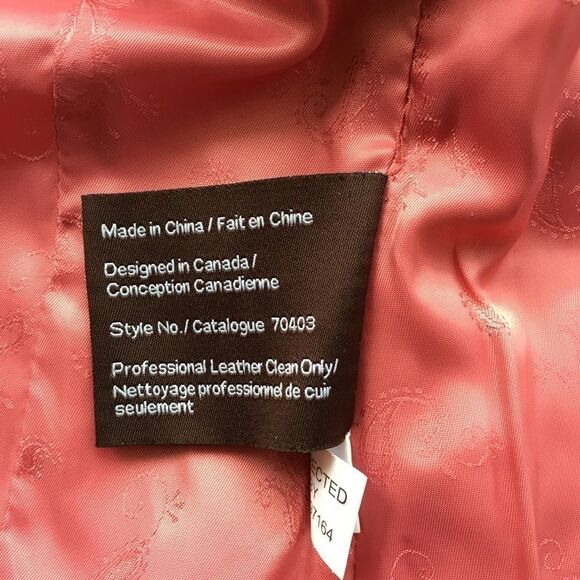 Made in China / Fait en Chine
Designed in Canada /
Conception Canadienne
Style No./ Catalogue 70403
Professional Leather Clean Only/
Nettoyage professionnel de cuir
seulement